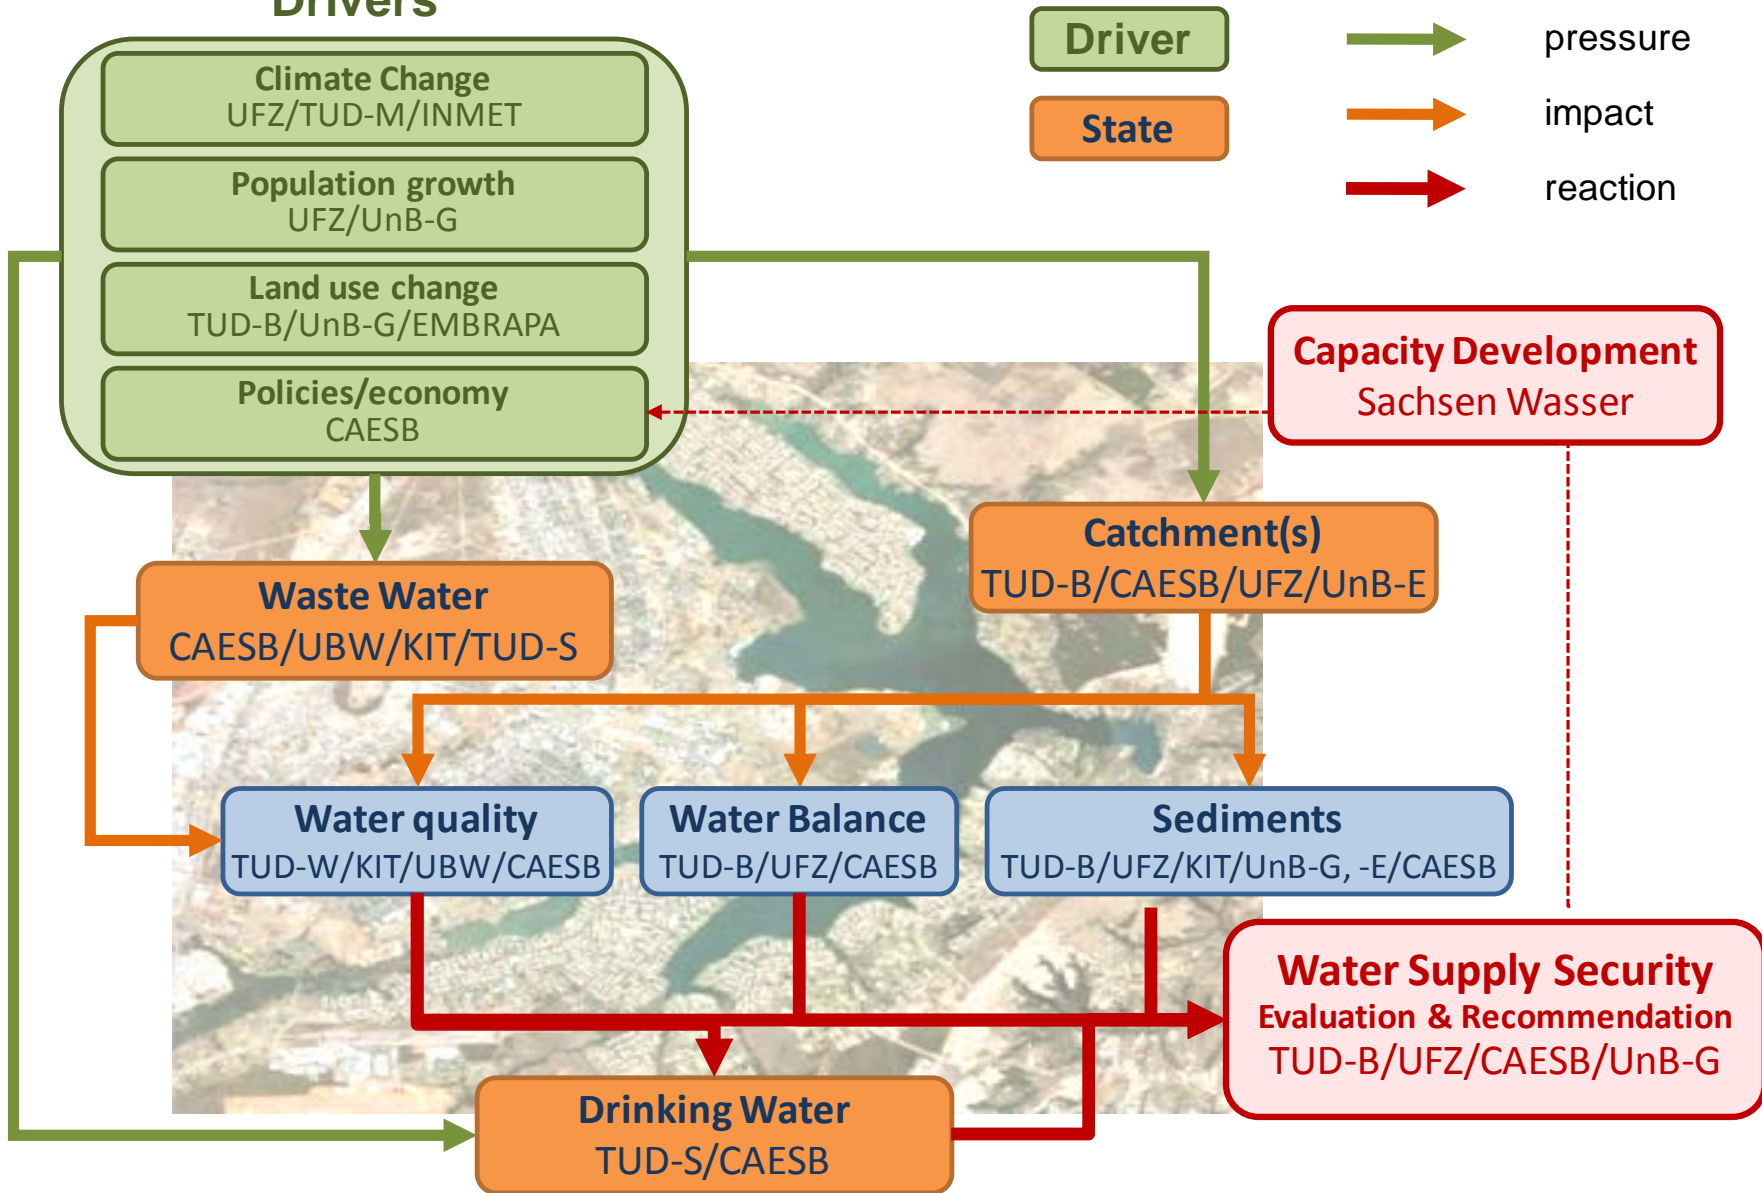 Drivers
Driver
pressure
State
impact
reaction
Climate Change
UFZ/TUD-M/INMET
Population growth
UFZ/UnB-G
Land use change
TUD-B/UnB-G/EMBRAPA
Policies/economy
CAESB
Capacity Development
Sachsen Wasser
Catchment(s)
TUD-B/CAESB/UFZ/UnB-E
Waste Water
CAESB/UBW/KIT/TUD-S
Water quality
TUD-W/KIT/UBW/CAESB
Water Balance
TUD-B/UFZ/CAESB
Sediments
TUD-B/UFZ/KIT/UnB-G, -E/CAESB
Water Supply Security
Evaluation & Recommendation
TUD-B/UFZ/CAESB/UnB-G
Drinking Water
TUD-S/CAESB